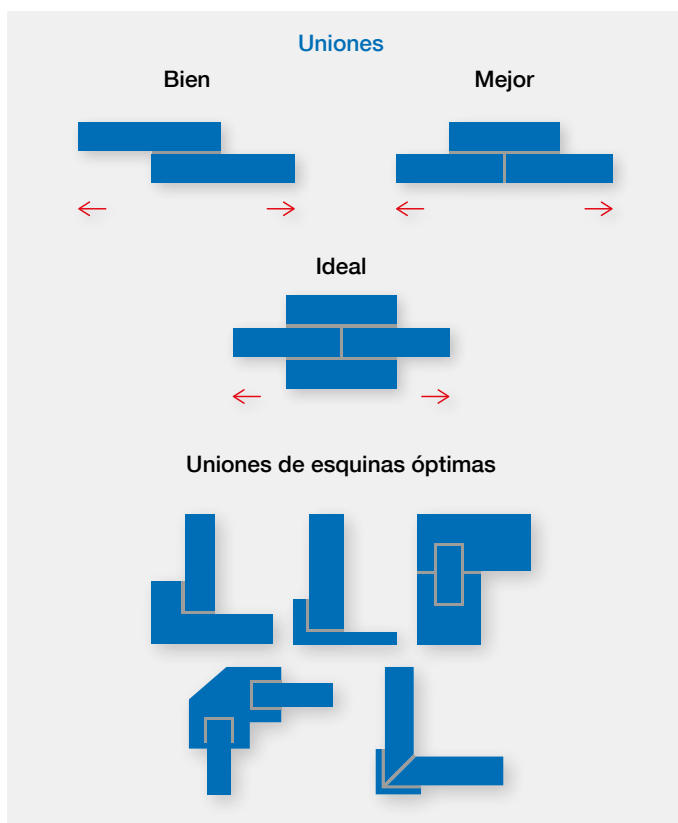 Uniones
Bien
Mejor
Ideal
Uniones de esquinas óptimas